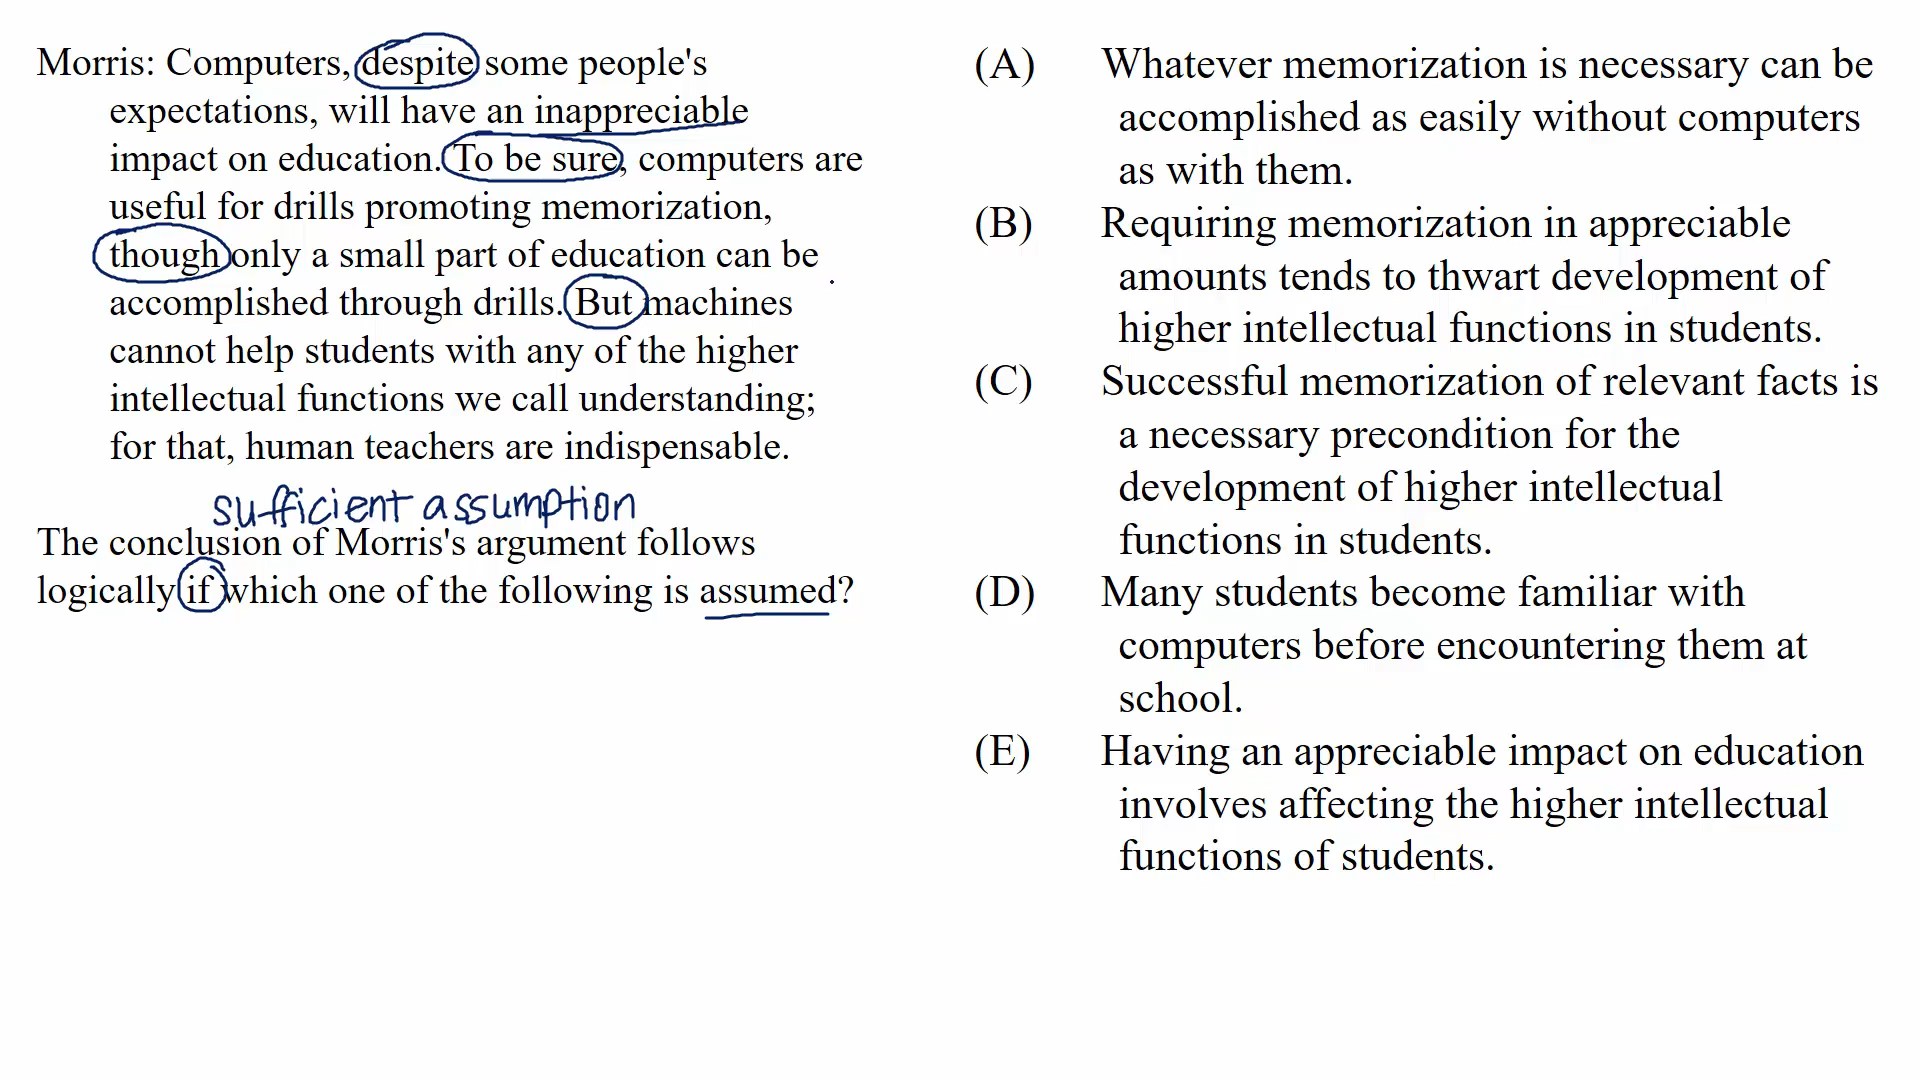 Morris: Computers, despite some people's
expectations, will have an inappreciable
impact on education. To be sure, computers are
useful for drills promoting memorization,
though only a small part of education can be
accomplished through drills. But machines
cannot help students with any of the higher
intellectual functions we call understanding;
for that, human teachers are indispensable.
sufficient assumption
The conclusion of Morris's argument follows
logically if which one of the following is assumed?
(A) Whatever memorization is necessary can be
accomplished as easily without computers
as with them.
(B) Requiring memorization in appreciable
amounts tends to thwart development of
higher intellectual functions in students.
(C) Successful memorization of relevant facts is
a necessary precondition for the
development of higher intellectual
functions in students.
(D) Many students become familiar with
computers before encountering them at
school.
(E) Having an appreciable impact on education
involves affecting the higher intellectual
functions of students.